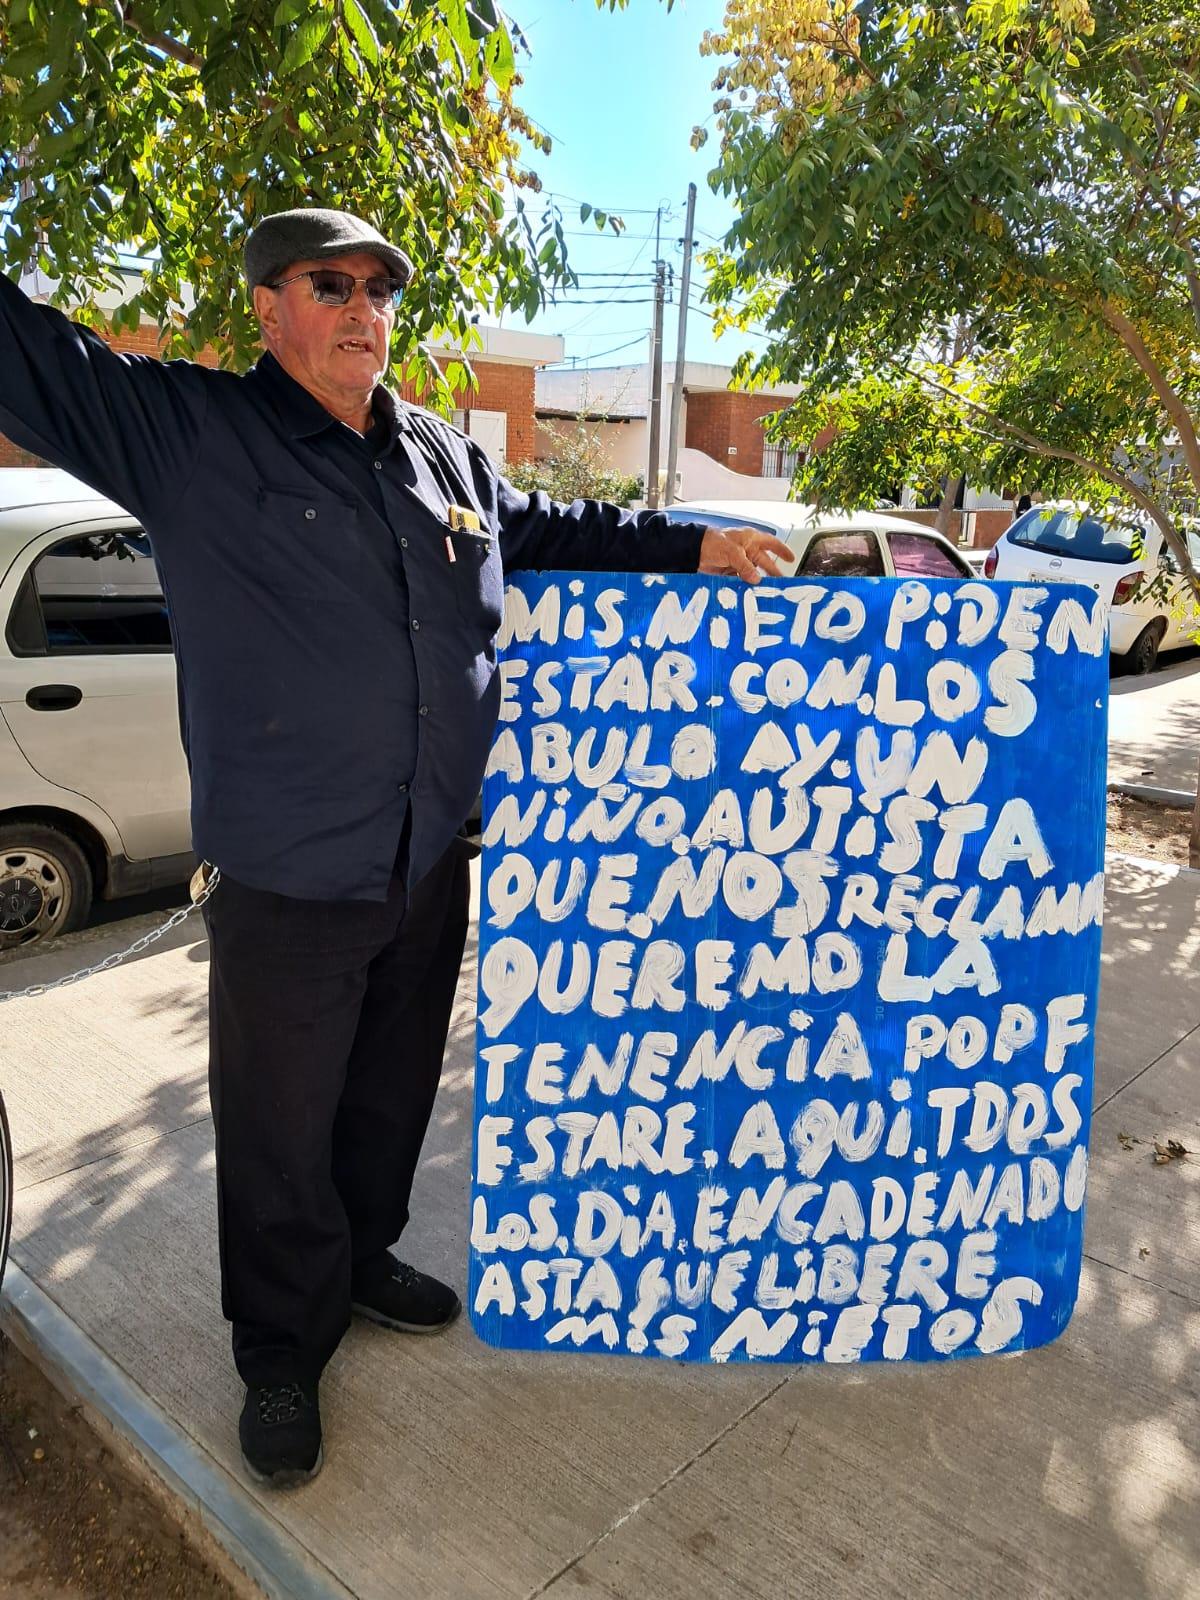 MiS.NiETO PiDEN
ESTAR.CON.LOS
ABULO AY.UN
NiÑO.AUTiSTA
QUE.NOS RECLAMA
QUEREMO LA
TENENCiA POPF
ESTARE.AQUi.TDOS
LOS.DiA.ENCADENADO
ASTA QUE LiBERE
MiS NiETOS